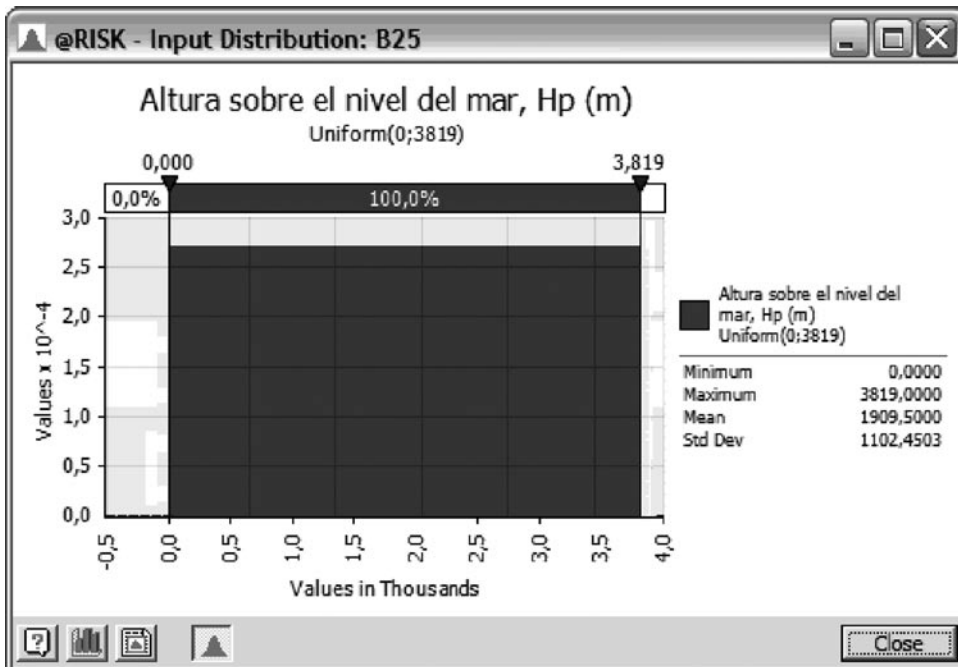 @RISK - Input Distribution: B25
Altura sobre el nivel del mar, Hp (m)
Uniform(0;3819)
0,000 3,819
0,0% 100,0%
3,0
2,5
2,0
1,5
1,0
0,5
0,0
Values x 10^-4
-0,5 0,0 0,5 1,0 1,5 2,0 2,5 3,0 3,5 4,0
Values in Thousands
Altura sobre el nivel del
mar, Hp (m)
Uniform(0;3819)
Minimum 0,0000
Maximum 3819,0000
Mean 1909,5000
Std Dev 1102,4503
Close